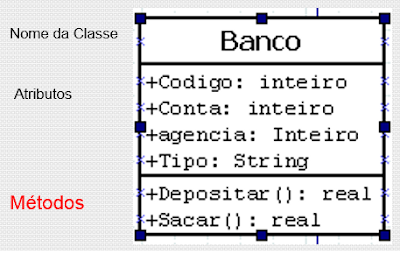 Nome da Classe
Banco
Atributos
+Codigo: inteiro
+Conta: inteiro
+agencia: Inteiro
+Tipo: String
Métodos
+Depositar(): real
+Sacar(): real